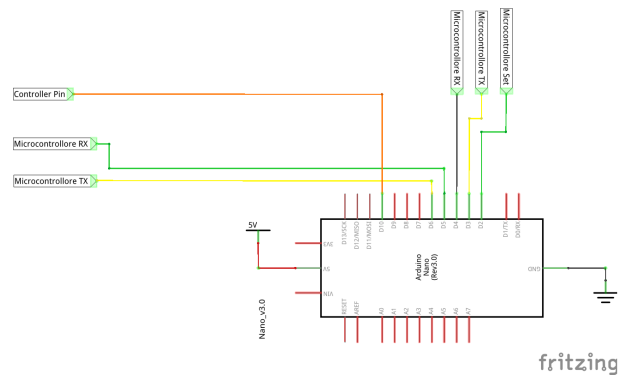 Microcontrollore RX
Microcontrollore TX
Microcontrollore Set
Controller Pin
Microcontrollore RX
Microcontrollore TX
5V
D13/SCK
D12/MISO
D11/MOSI
D10
D9
D8
D7
D6
D5
D4
D3
D2
D1/TX
D0/RX
3V3
5V
VIN
Arduino
Nano
(Rev3.0)
GND
RESET
AREF
A0
A1
A2
A3
A4
A5
A6
A7
Nano_v3.0
fritzing